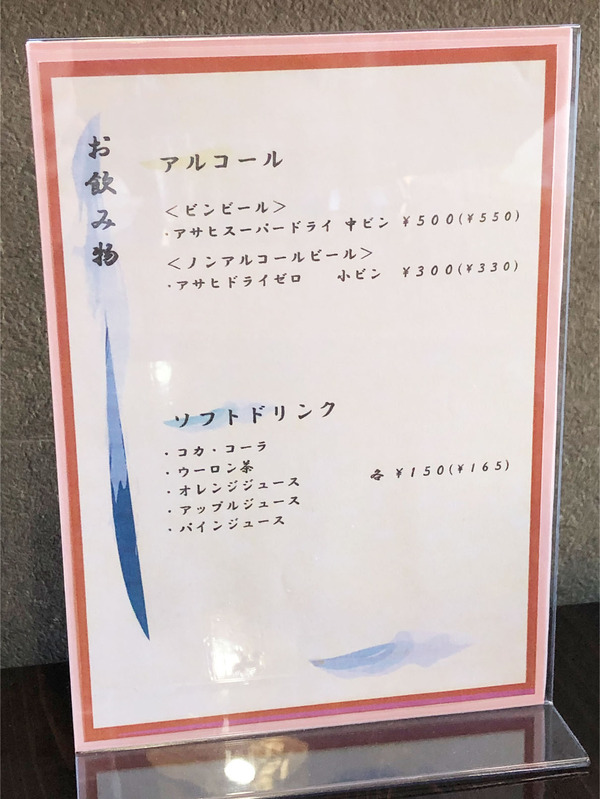 お飲み物
アルコール
＜ビンビール＞
・アサヒスーパードライ 中ビン ￥500(￥550)
＜ノンアルコールビール＞
・アサヒドライゼロ 小ビン ￥300(￥330)
ソフトドリンク
・コカ・コーラ
・ウーロン茶
・オレンジジュース
各 ￥150(￥165)
・アップルジュース
・パインジュース